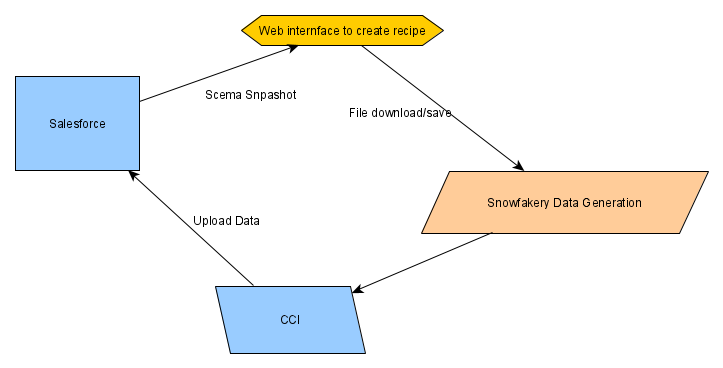 Web internface to create recipe
Scema Snpashot
File download/save
Salesforce
Snowfakery Data Generation
Upload Data
CCI